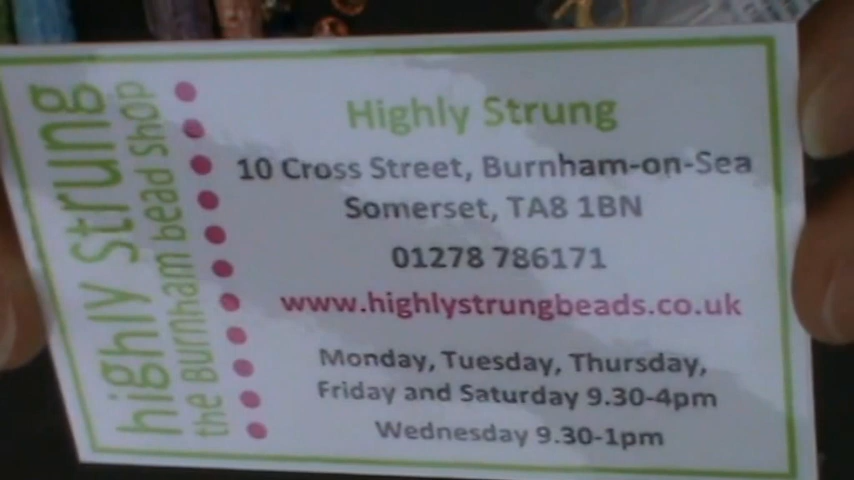 highly strung
the Burnham bead shop
Highly Strung
10 Cross Street, Burnham-on-Sea
Somerset, TA8 1BN
01278 786171
www.highlystrungbeads.co.uk
Monday, Tuesday, Thursday,
Friday and Saturday 9.30-4pm
Wednesday 9.30-1pm